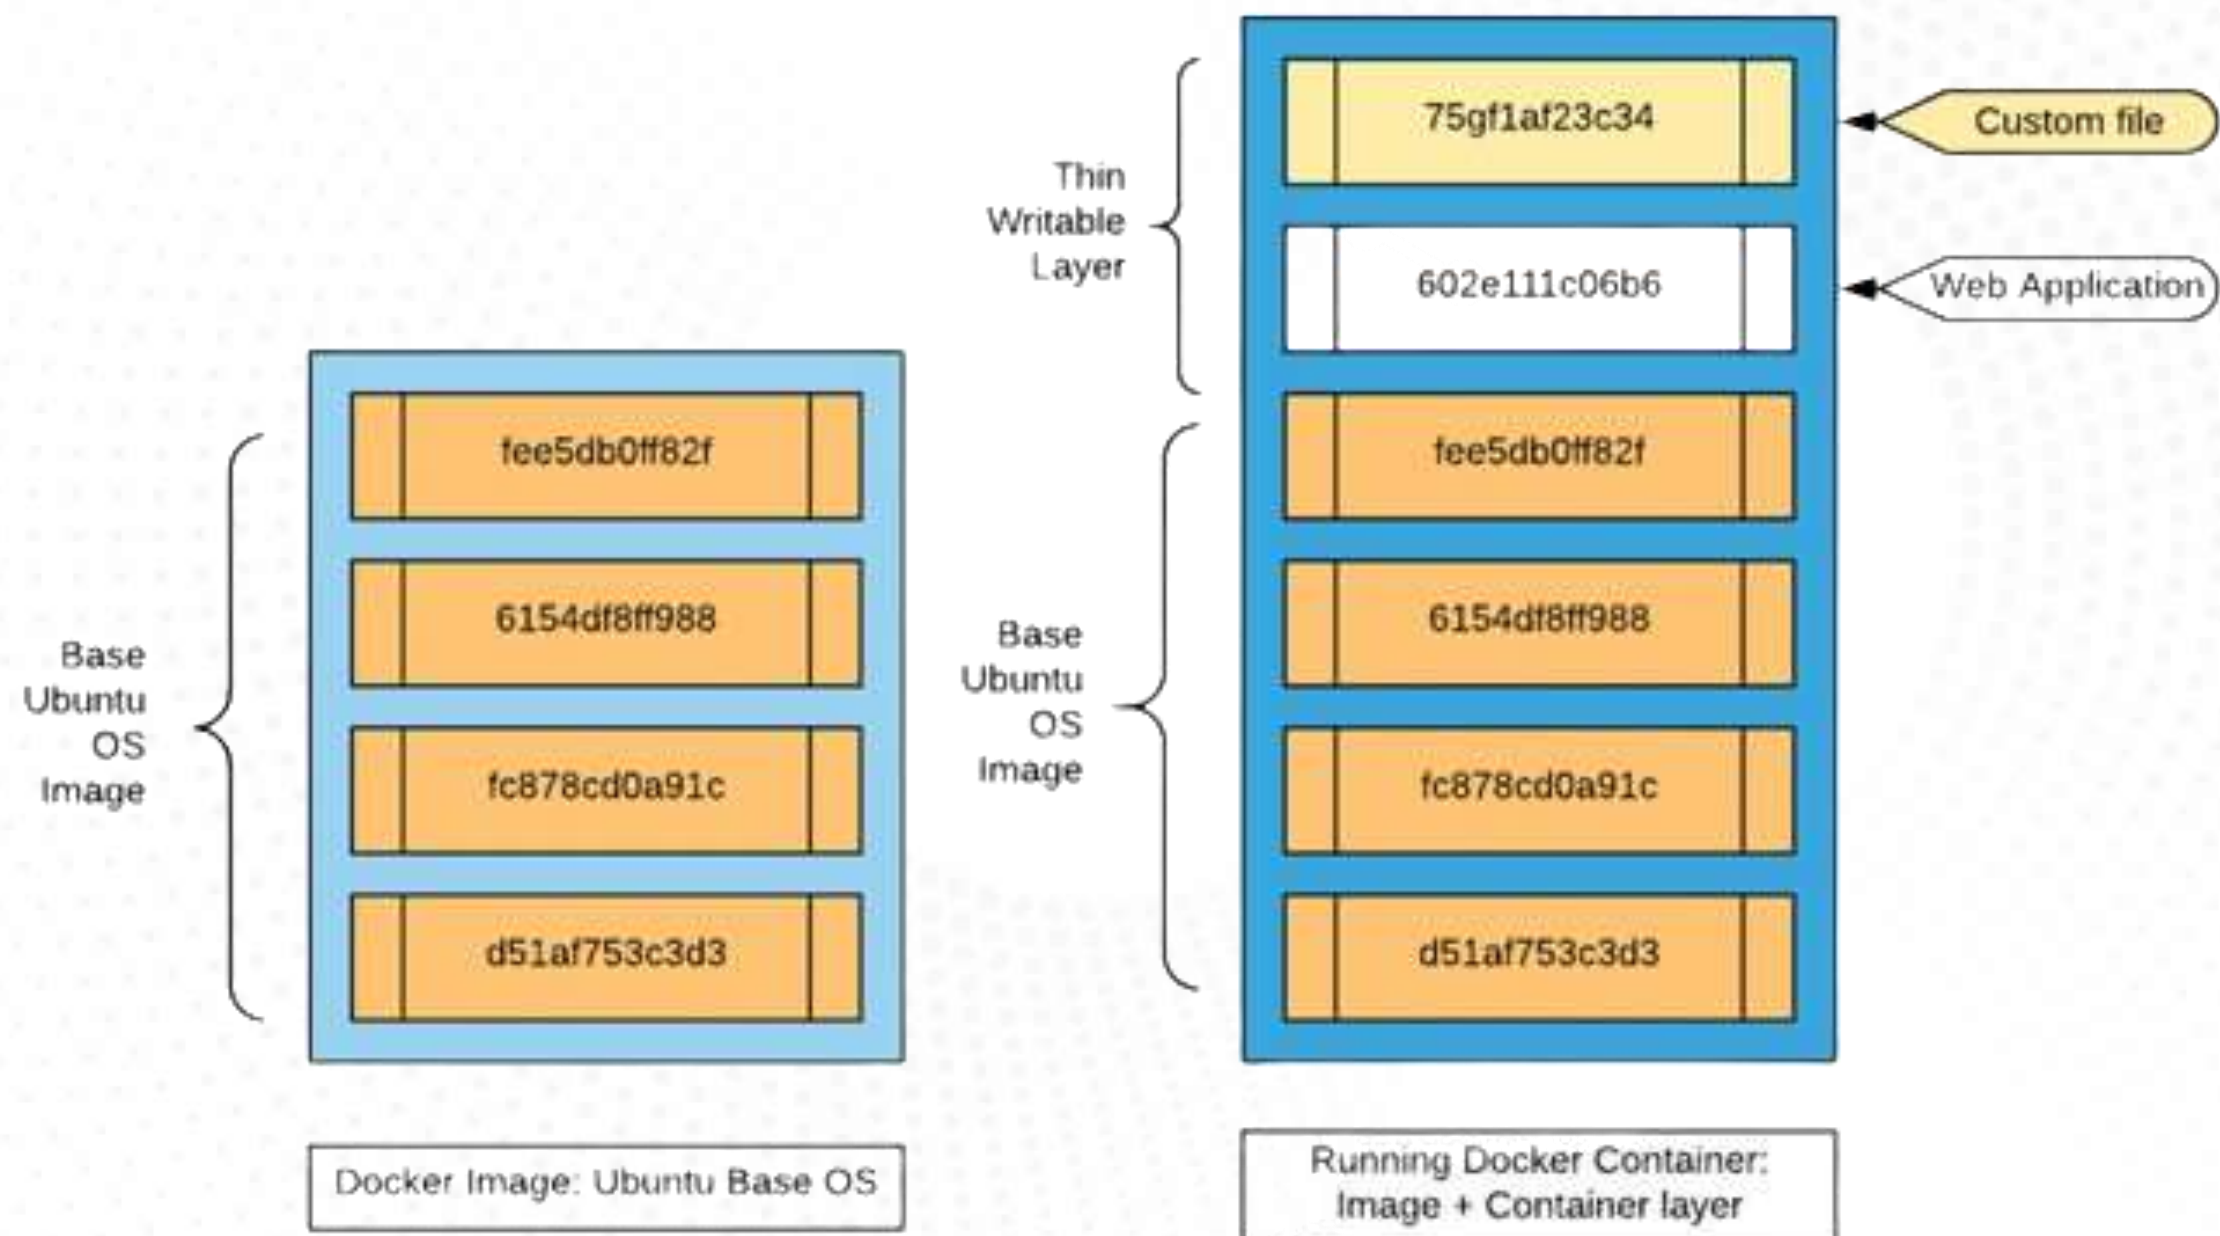 Base
Ubuntu
OS
Image
fee5db0ff82f
6154df8ff988
fc878cd0a91c
d51af753c3d3
Docker Image: Ubuntu Base OS
Thin
Writable
Layer
Base
Ubuntu
OS
Image
75gf1af23c34
602e111c06b6
fee5db0ff82f
6154df8ff988
fc878cd0a91c
d51af753c3d3
Custom file
Web Application
Running Docker Container:
Image + Container layer